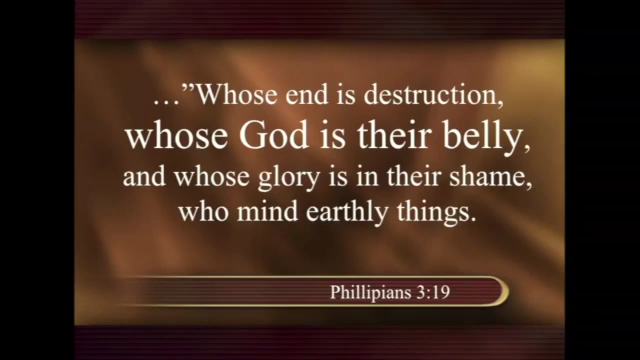 …”Whose end is destruction,
whose God is their belly,
and whose glory is in their shame,
who mind earthly things.
Phillipians 3:19